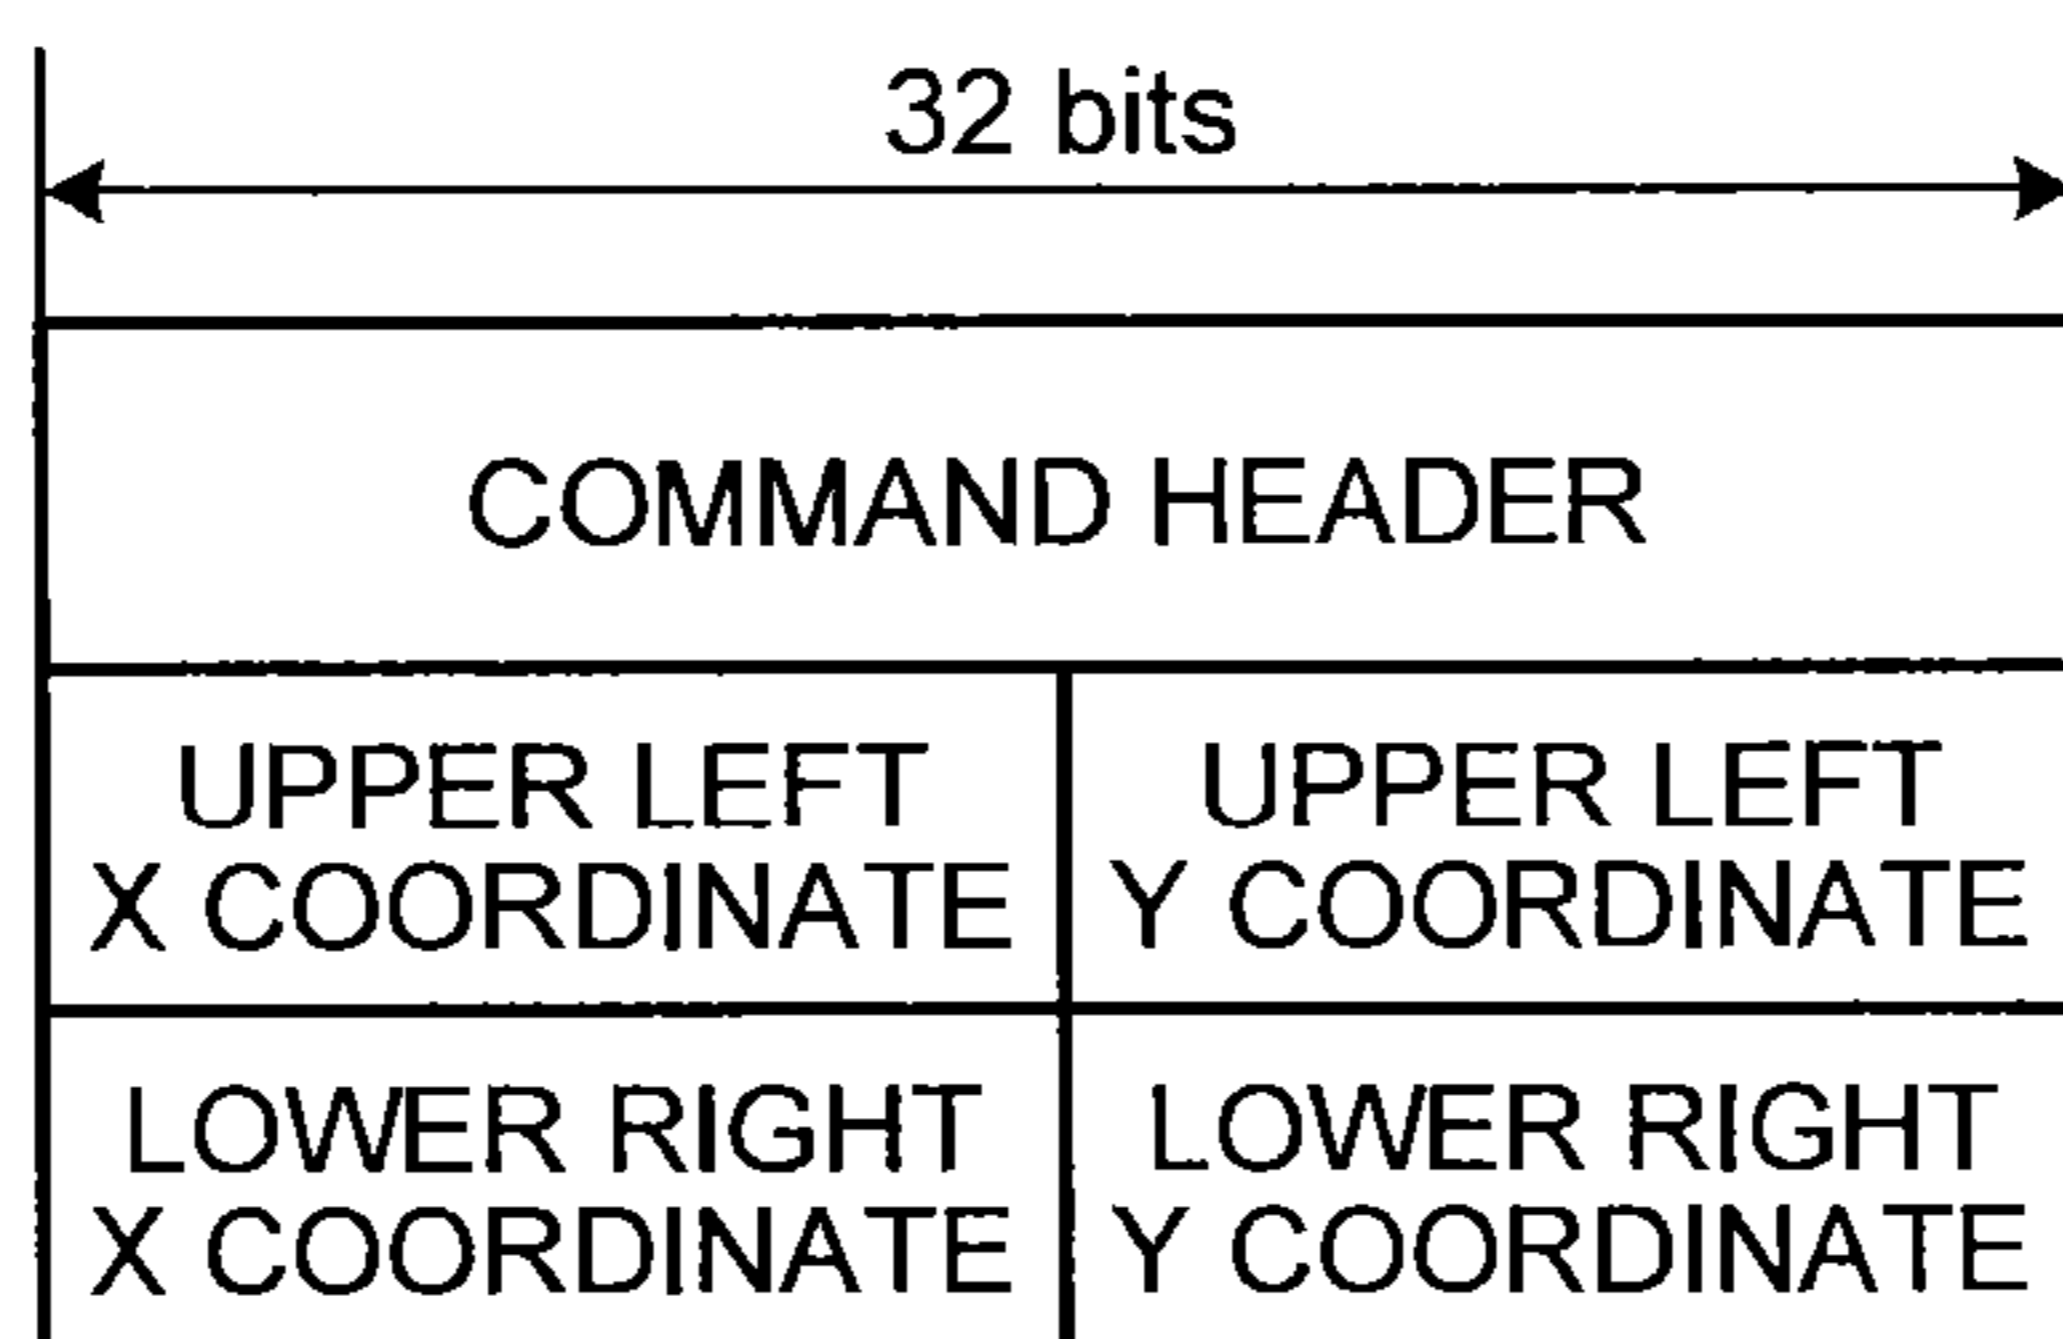 32 bits
COMMAND HEADER
UPPER LEFT
X COORDINATE
UPPER LEFT
Y COORDINATE
LOWER RIGHT
X COORDINATE
LOWER RIGHT
Y COORDINATE